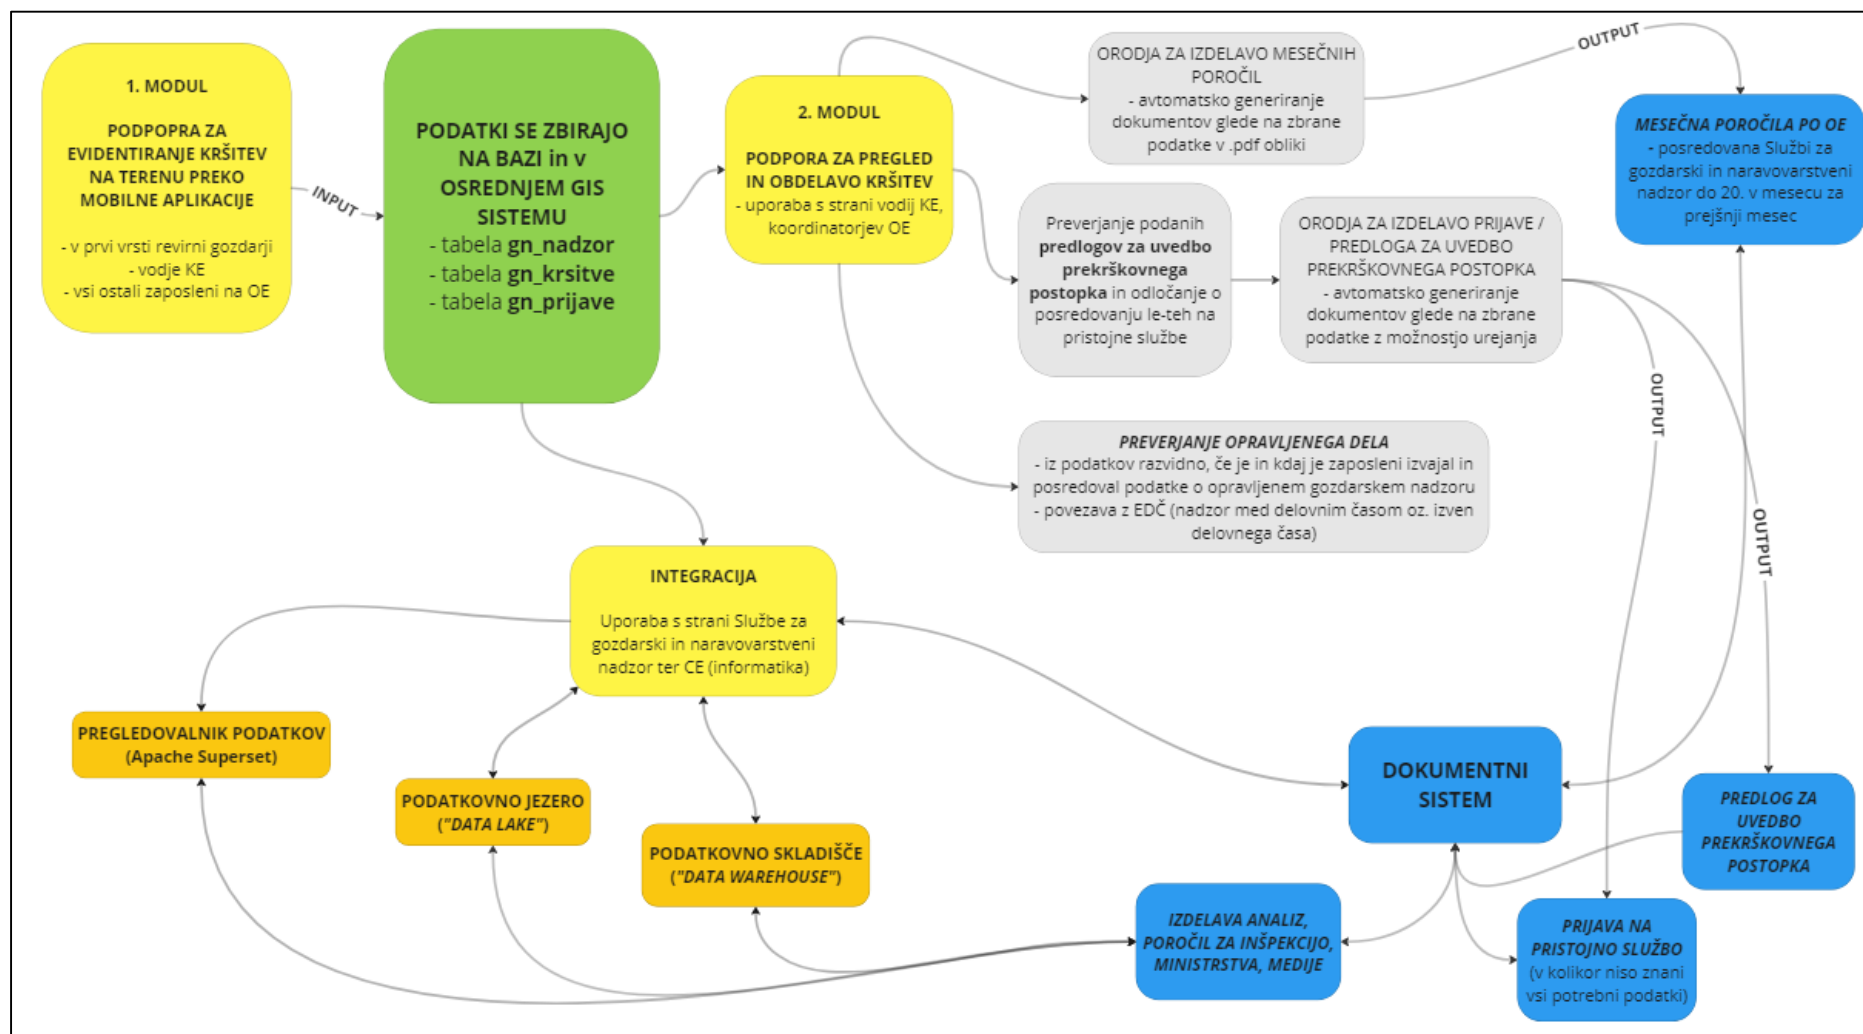 1. MODUL
PODPOPRA ZA
EVIDENTIRANJE KRŠITEV
NA TERENU PREKO
MOBILNE APLIKACIJE
- v prvi vrsti revirni gozdarji
- vodje KE
- vsi ostali zaposleni na OE
INPUT
PODATKI SE ZBIRAJO
NA BAZI in v
OSREDNJEM GIS
SISTEMU
- tabela gn_nadzor
- tabela gn_krsitve
- tabela gn_prijave
2. MODUL
PODPORA ZA PREGLED
IN OBDELAVO KRŠITEV
- uporaba s strani vodij KE,
koordinatorjev OE
ORODJA ZA IZDELAVO MESEČNIH
POROČIL
- avtomatsko generiranje
dokumentov glede na zbrane
podatke v .pdf obliki
OUTPUT
MESEČNA POROČILA PO OE
- posredovana Službi za
gozdarski in naravovarstveni
nadzor do 20. v mesecu za
prejšnji mesec
Preverjanje podanih
predlogov za uvedbo
prekrškovnega
postopka in odločanje o
posredovanju le-teh na
pristojne službe
ORODJA ZA IZDELAVO PRIJAVE /
PREDLOGA ZA UVEDBO
PREKRŠKOVNEGA POSTOPKA
- avtomatsko generiranje
dokumentov glede na zbrane
podatke z možnostjo urejanja
OUTPUT
OUTPUT
PREVERJANJE OPRAVLJENEGA DELA
- iz podatkov razvidno, če je in kdaj je zaposleni izvajal in
posredoval podatke o opravljenem gozdarskem nadzoru
- povezava z EDČ (nadzor med delovnim časom oz. izven
delovnega časa)
INTEGRACIJA
Uporaba s strani Službe za
gozdarski in naravovarstveni
nadzor ter CE (informatika)
PREGLEDOVALNIK PODATKOV
(Apache Superset)
PODATKOVNO JEZERO
("DATA LAKE")
PODATKOVNO SKLADIŠČE
("DATA WAREHOUSE")
DOKUMENTNI
SISTEM
PREDLOG ZA
UVEDBO
PREKRŠKOVNEGA
POSTOPKA
IZDELAVA ANALIZ,
POROČIL ZA INŠPEKCIJO,
MINISTRSTVA, MEDIJE
PRIJAVA NA
PRISTOJNO SLUŽBO
(v kolikor niso znani
vsi potrebni podatki)